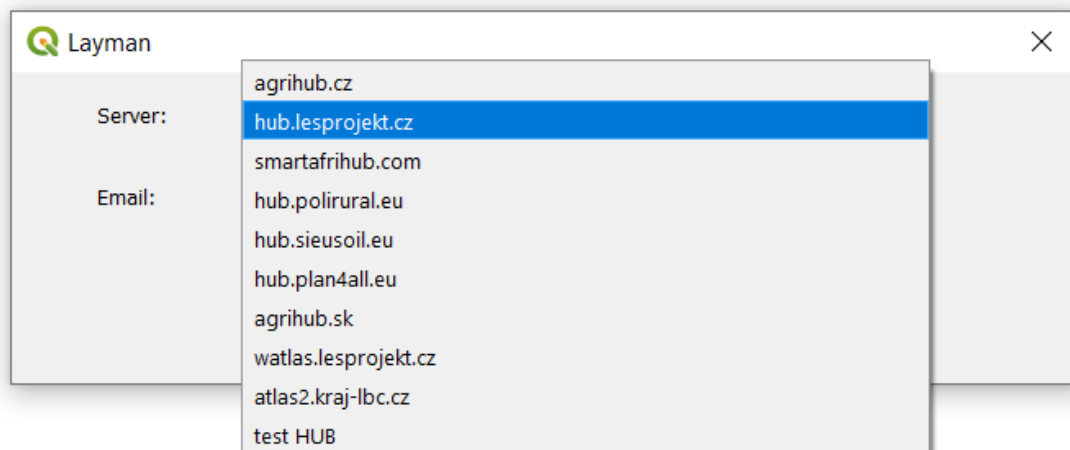 Layman
Server:
Email:
agrihub.cz
hub.lesprojekt.cz
smartafrihub.com
hub.polirural.eu
hub.sieusoil.eu
hub.plan4all.eu
agrihub.sk
watlas.lesprojekt.cz
atlas2.kraj-lbc.cz
test HUB